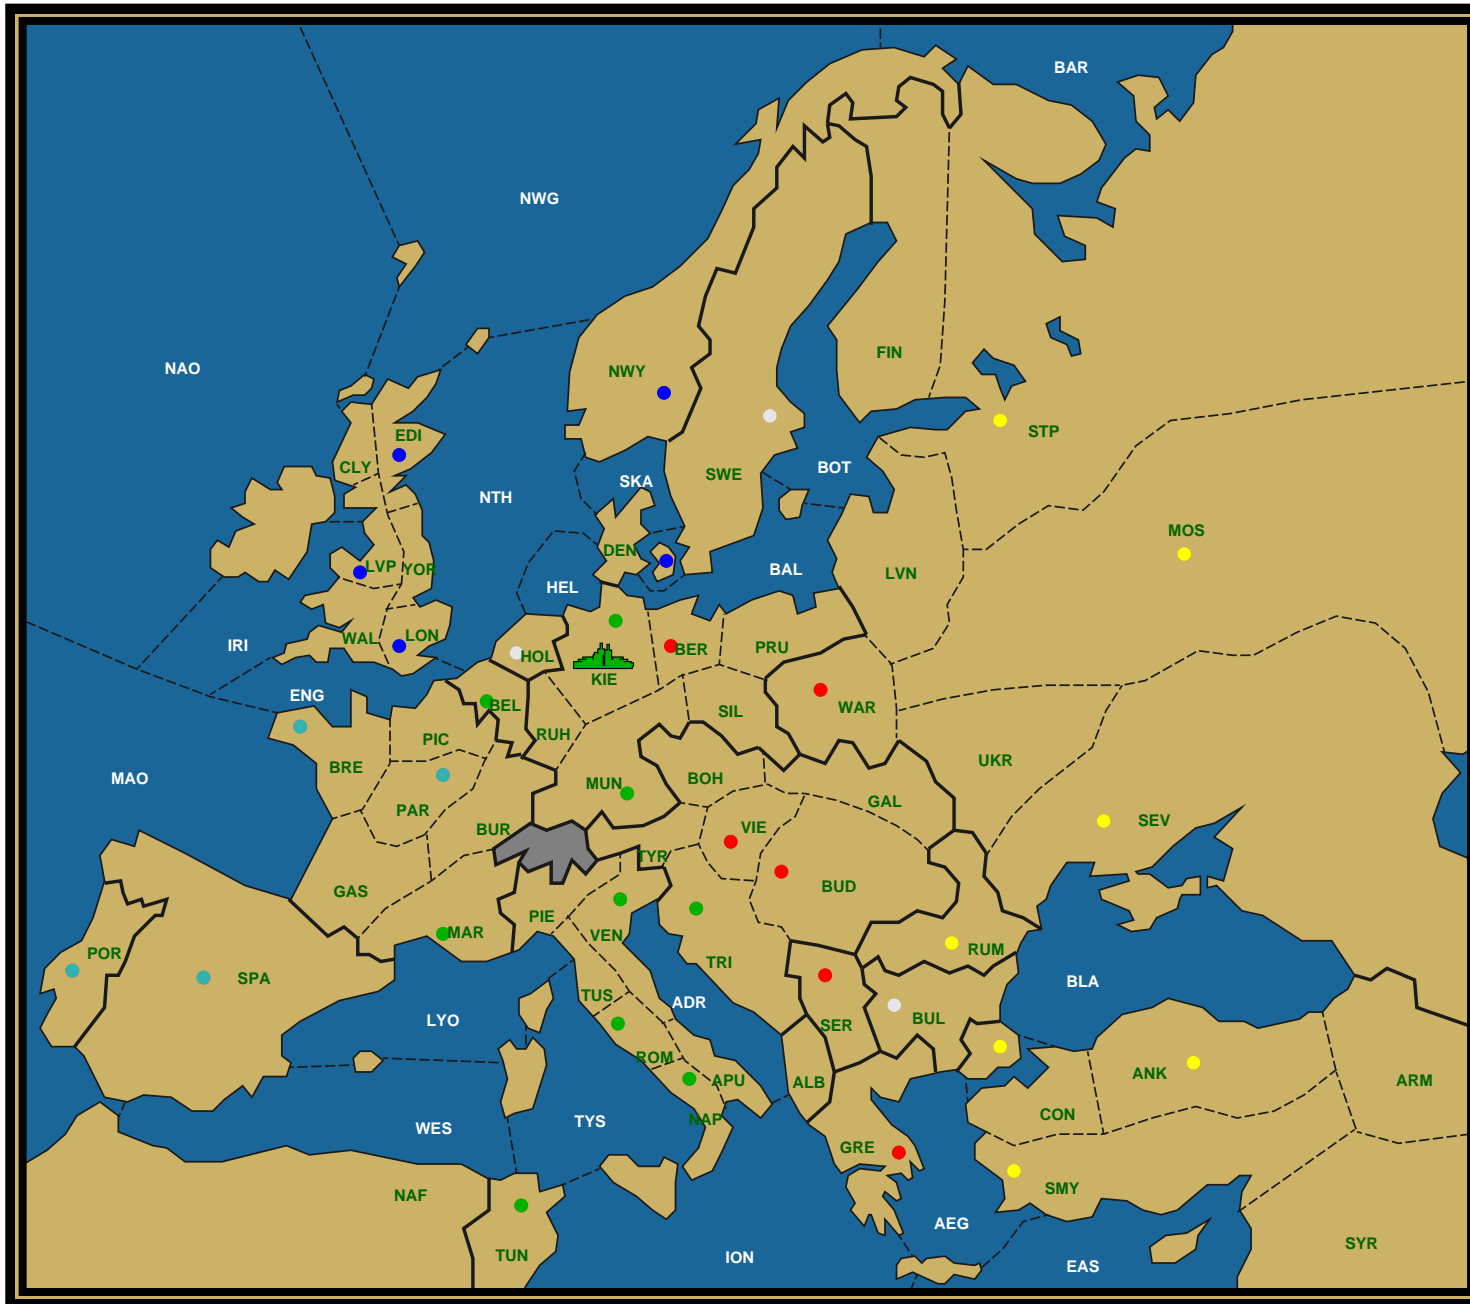 BAR
NWG
NAO
FIN
NWY
STP
EDI
CLY
BOT
SWE
SKA
NTH
MOS
DEN
LVP
YOR
BAL
LVN
HEL
WAL
LON
IRI
HOL
BER
PRU
KIE
ENG
BEL
WAR
SIL
RUH
PIC
UKR
BRE
MAO
BOH
MUN
GAL
PAR
SEV
BUR
VIE
TYR
BUD
GAS
PIE
MAR
VEN
RUM
POR
TRI
SPA
BLA
TUS
ADR
LYO
BUL
SER
ROM
ANK
APU
ALB
ARM
CON
NAP
TYS
WES
GRE
SMY
NAF
AEG
SYR
TUN
ION
EAS